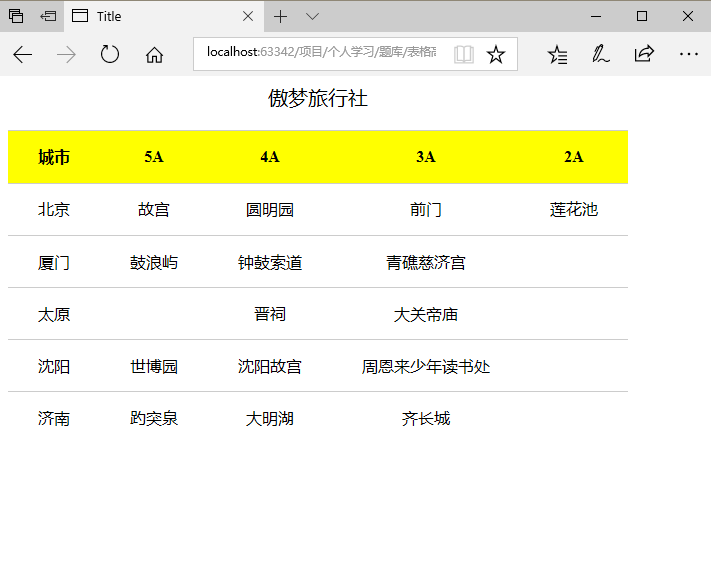 Title
localhost:63342/项目/个人学习/题库/表格
傲梦旅行社
城市 5A 4A 3A 2A
北京 故宫 圆明园 前门 莲花池
厦门 鼓浪屿 钟鼓索道 青礁慈济宫
太原 晋祠 大关帝庙
沈阳 世博园 沈阳故宫 周恩来少年读书处
济南 趵突泉 大明湖 齐长城